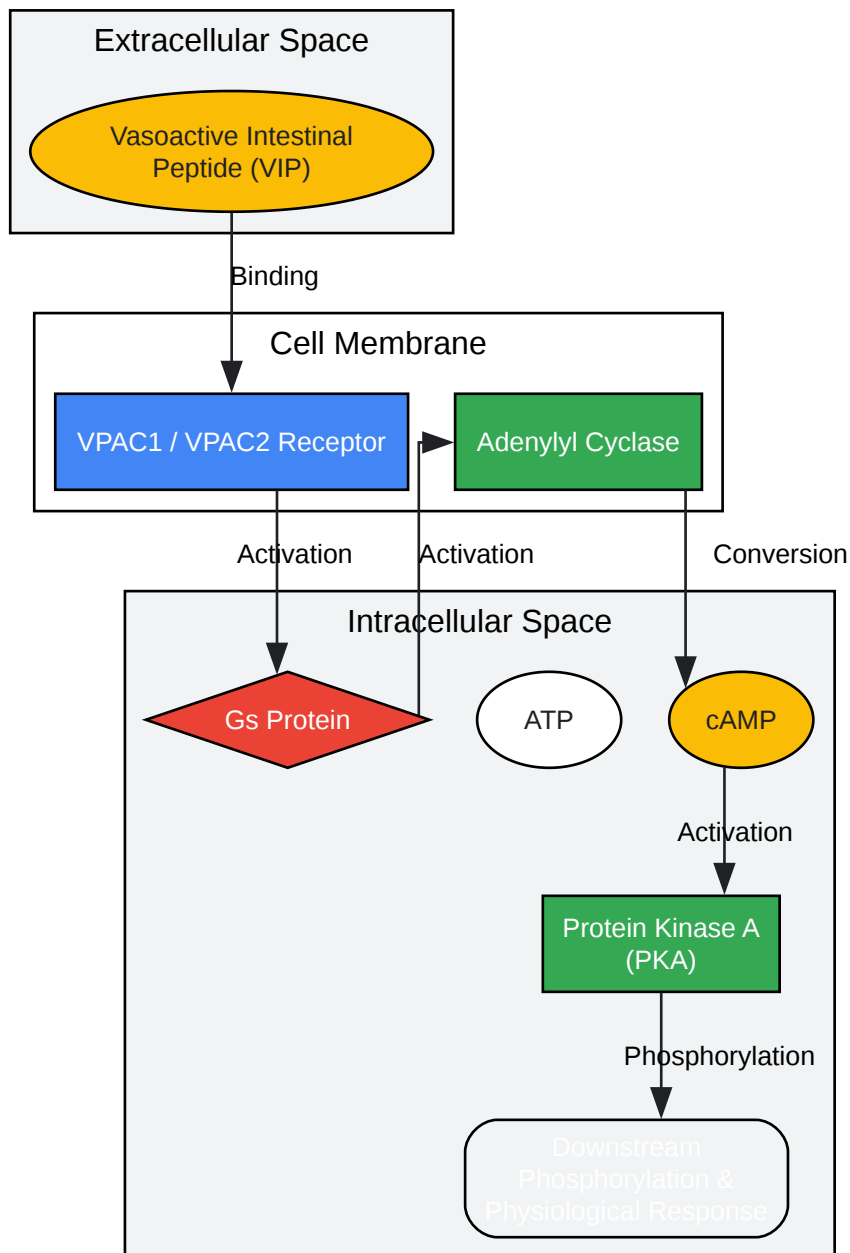 Extracellular Space
Vasoactive Intestinal
Peptide (VIP)
Binding
Cell Membrane
VPAC1 / VPAC2 Receptor
Adenylyl Cyclase
Activation
Activation
Conversion
Intracellular Space
Gs Protein
ATP
cAMP
Activation
Protein Kinase A
(PKA)
Phosphorylation
Downstream
Phosphorylation &
Physiological Response